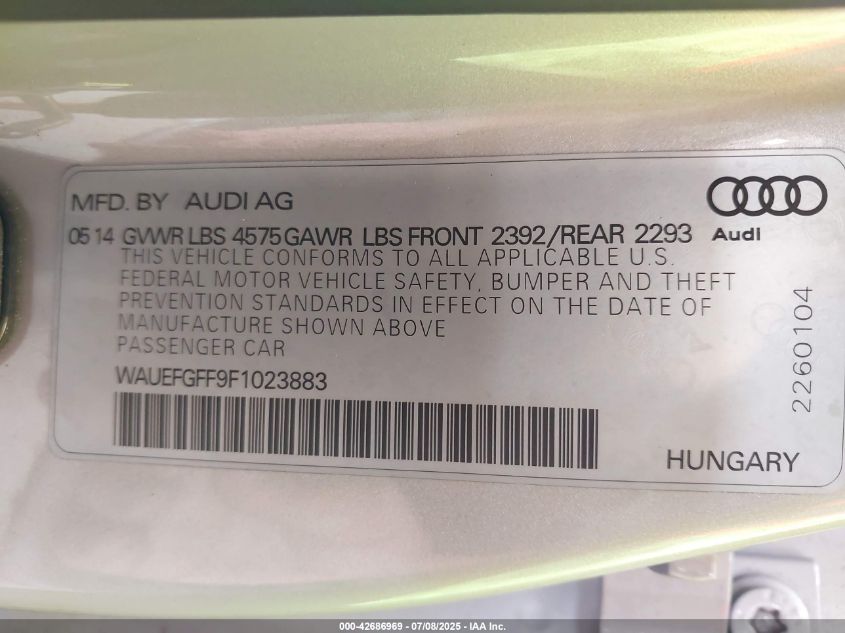 MFD. BY AUDI AG
05 14 GVWR LBS 4575 GAWR LBS FRONT 2392/REAR 2293
Audi
THIS VEHICLE CONFORMS TO ALL APPLICABLE U.S.
FEDERAL MOTOR VEHICLE SAFETY, BUMPER AND THEFT
PREVENTION STANDARDS IN EFFECT ON THE DATE OF
MANUFACTURE SHOWN ABOVE
PASSENGER CAR
WAUEFGFF9F1023883
2260104
HUNGARY
000-42686969 - 07/08/2025 - IAA Inc.